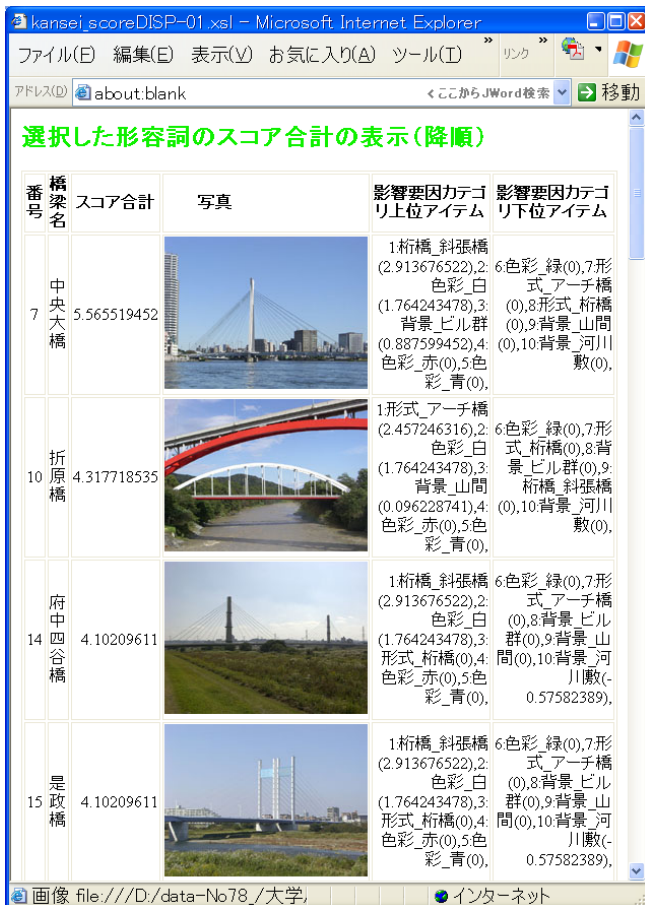 kansei_scoreDISP-01.xsl - Microsoft Internet Explorer
ファイル(F) 編集(E) 表示(V) お気に入り(A) ツール(T) » リンク »
アドレス(D) about:blank くここからJWord検索 移動
選択した形容詞のスコア合計の表示（降順）
番号 橋梁名 スコア合計 写真 影響要因カテゴリ上位アイテム 影響要因カテゴリ下位アイテム
7
中央大橋
5.565519452
1:桁橋_斜張橋
(2.913676522),2:
色彩_白
(1.764243478),3:
背景_ビル群
(0.887599452),4:
色彩_赤(0),5:色
彩_青(0),
6:色彩_緑(0),7:形
式_アーチ橋
(0),8:形式_桁橋
(0),9:背景_山間
(0),10:背景_河川
敷(0),
10
折原橋
4.317718535
1:形式_アーチ橋
(2.457246316),2:
色彩_白
(1.764243478),3:
背景_山間
(0.096228741),4:
色彩_赤(0),5:色
彩_青(0),
6:色彩_緑(0),7:形
式_桁橋(0),8:背
景_ビル群(0),9:
桁橋_斜張橋
(0),10:背景_河川
敷(0),
14
府中四谷橋
4.10209611
1:桁橋_斜張橋
(2.913676522),2:
色彩_白
(1.764243478),3:
形式_桁橋(0),4:
色彩_赤(0),5:色
彩_青(0),
6:色彩_緑(0),7:形
式_アーチ橋
(0),8:背景_ビル
群(0),9:背景_山
間(0),10:背景_河
川敷(-
0.57582389),
15
是政橋
4.10209611
1:桁橋_斜張橋
(2.913676522),2:
色彩_白
(1.764243478),3:
形式_桁橋(0),4:
色彩_赤(0),5:色
彩_青(0),
6:色彩_緑(0),7:形
式_アーチ橋
(0),8:背景_ビル
群(0),9:背景_山
間(0),10:背景_河
川敷(-
0.57582389),
画像 file:///D:/data-No78_/大学/ インターネット